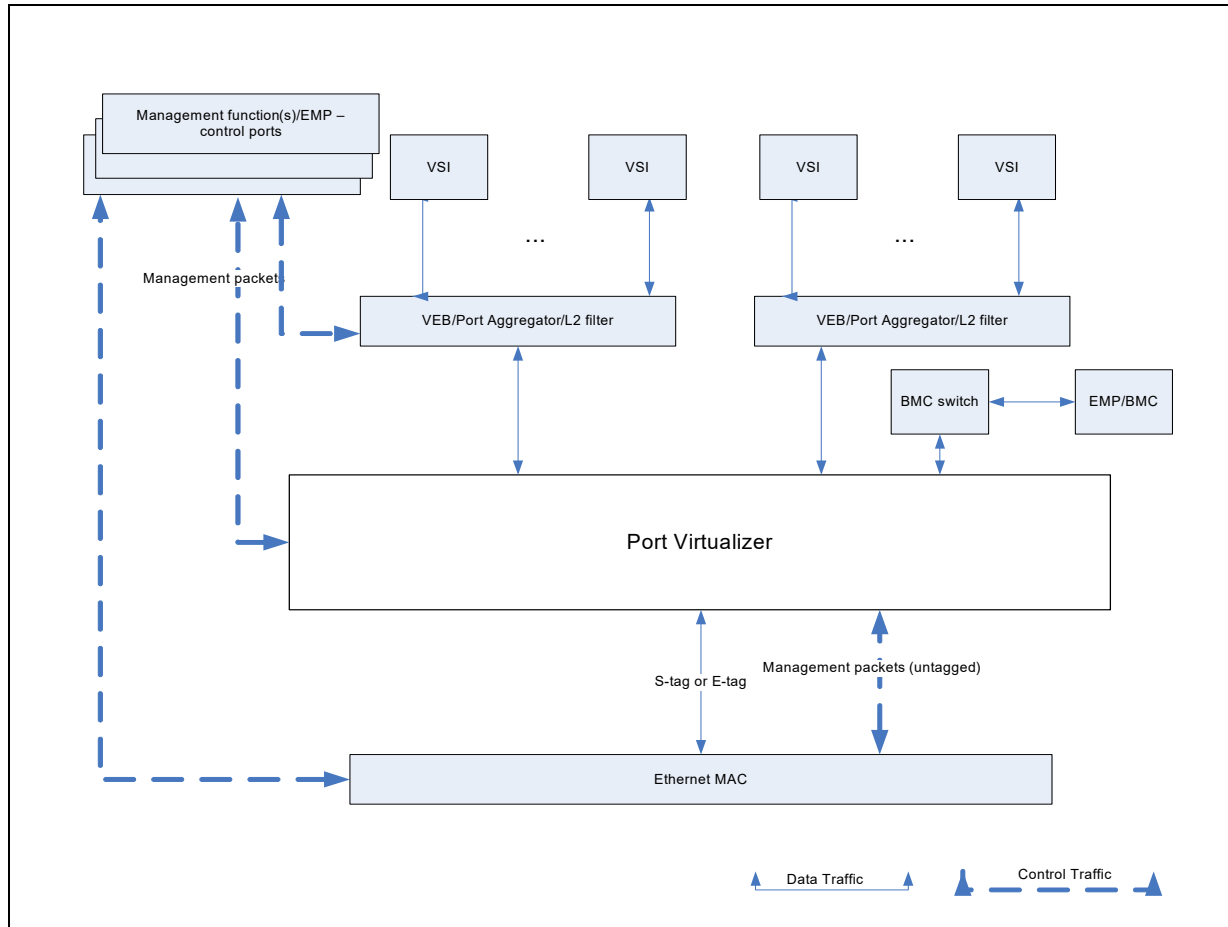 Management function(s)/EMP –
control ports
VSI
VSI
VSI
VSI
...
...
Management packets
VEB/Port Aggregator/L2 filter
VEB/Port Aggregator/L2 filter
BMC switch
EMP/BMC
Port Virtualizer
Management packets (untagged)
S-tag or E-tag
Ethernet MAC
Data Traffic
Control Traffic